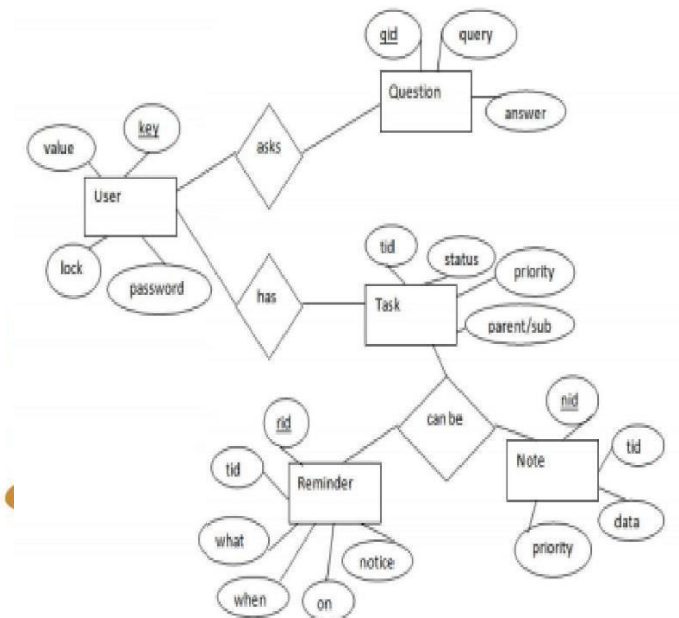 gid
query
Question
answer
key
value
asks
User
lock
password
tid
status
priority
has
Task
parent/sub
can be
nid
rid
tid
Note
tid
Reminder
data
what
notice
priority
when
on